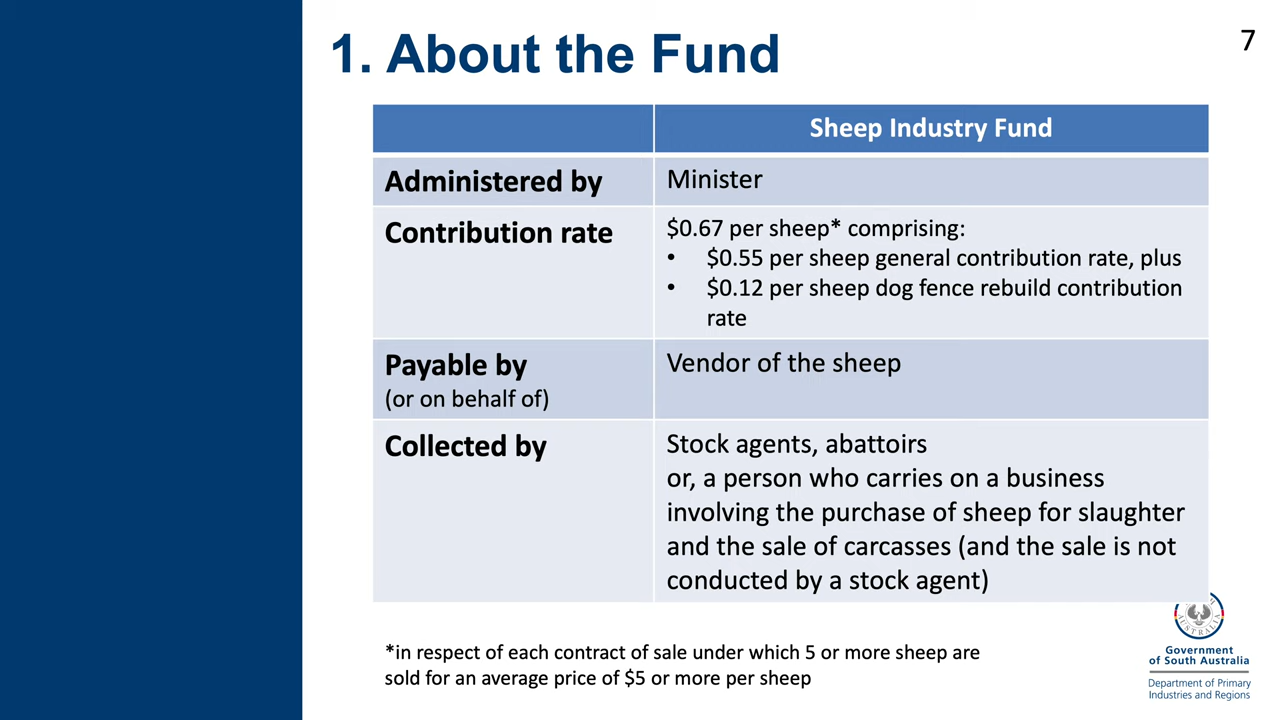 1. About the Fund
7
Sheep Industry Fund
Administered by
Minister
Contribution rate
$0.67 per sheep* comprising:
• $0.55 per sheep general contribution rate, plus
• $0.12 per sheep dog fence rebuild contribution
rate
Payable by
(or on behalf of)
Vendor of the sheep
Collected by
Stock agents, abattoirs
or, a person who carries on a business
involving the purchase of sheep for slaughter
and the sale of carcasses (and the sale is not
conducted by a stock agent)
*in respect of each contract of sale under which 5 or more sheep are
sold for an average price of $5 or more per sheep
Government
of South Australia
Department of Primary
Industries and Regions